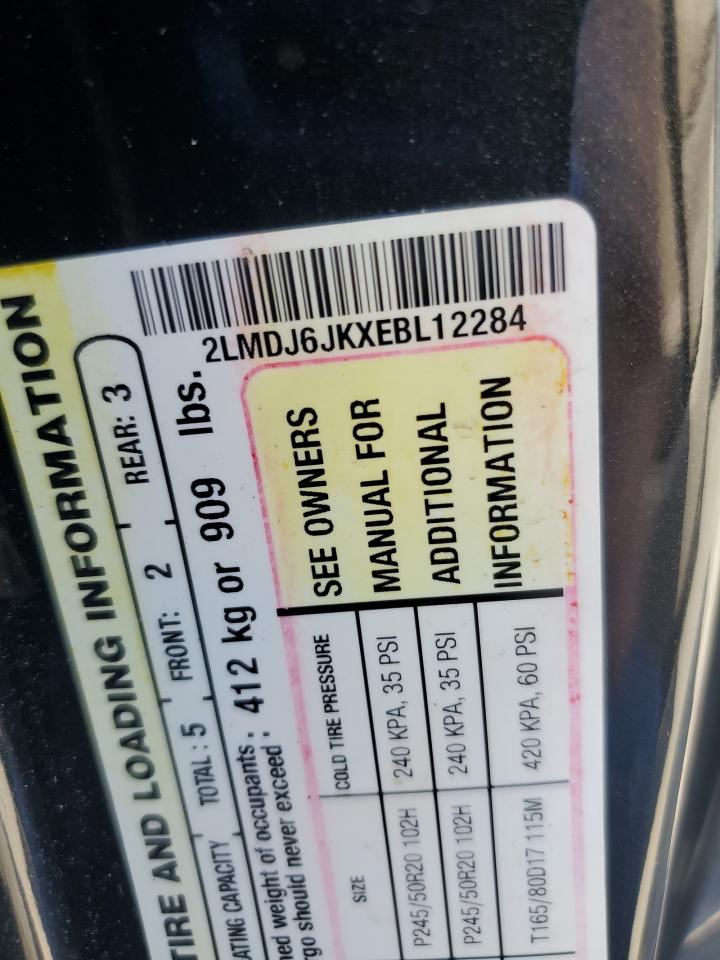 TIRE AND LOADING INFORMATION
ATING CAPACITY TOTAL : 5 FRONT: 2 REAR: 3
ned weight of occupants :
rgo should never exceed : 412 kg or 909 lbs.
2LMDJ6JKXEBL12284
SIZE COLD TIRE PRESSURE
P245/50R20 102H 240 KPA, 35 PSI
P245/50R20 102H 240 KPA, 35 PSI
T165/80D17 115M 420 KPA, 60 PSI
SEE OWNERS
MANUAL FOR
ADDITIONAL
INFORMATION